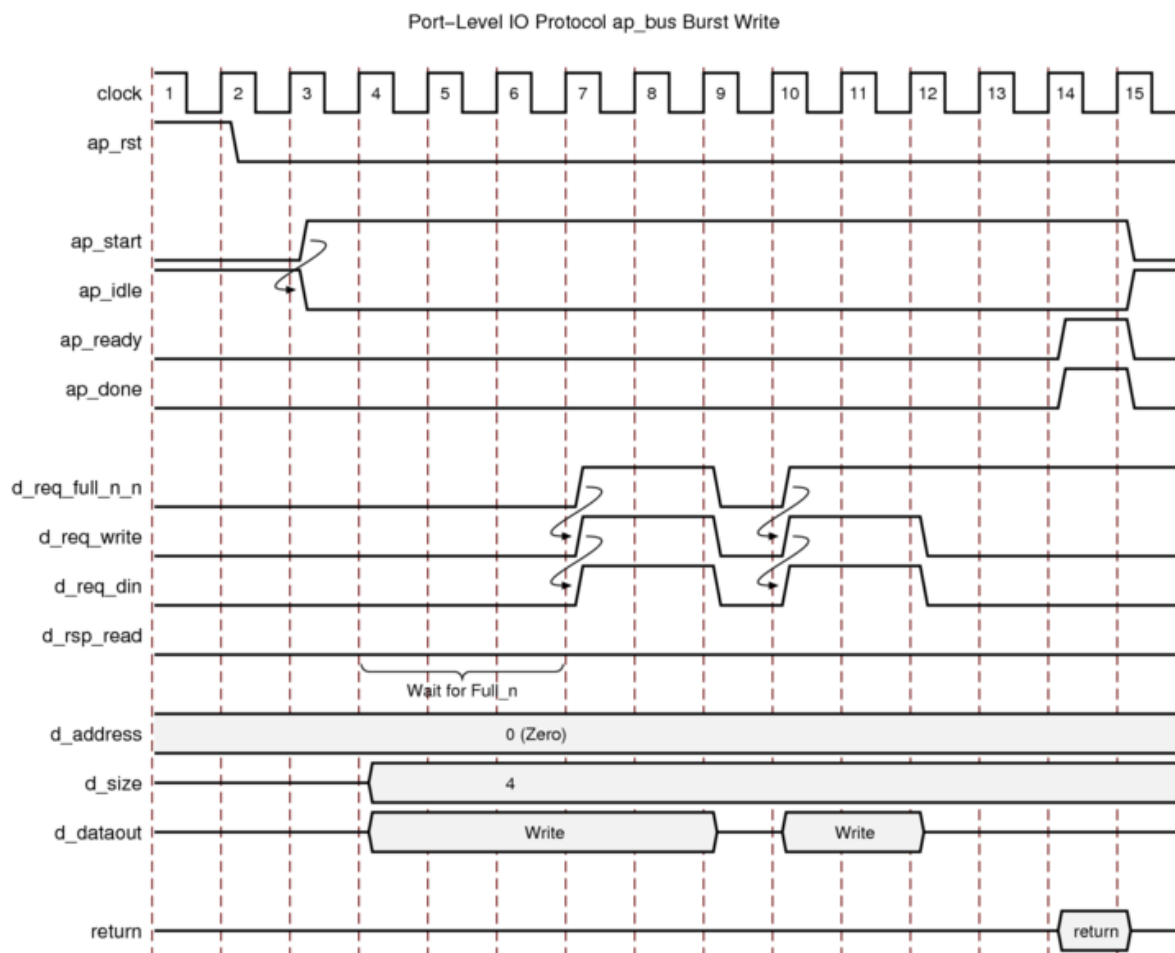 Port-Level IO Protocol ap_bus Burst Write
clock 1 2 3 4 5 6 7 8 9 10 11 12 13 14 15
ap_rst
ap_start
ap_idle
ap_ready
ap_done
d_req_full_n_n
d_req_write
d_req_din
d_rsp_read
Wait for Full_n
d_address 0 (Zero)
d_size 4
d_dataout Write Write
return return